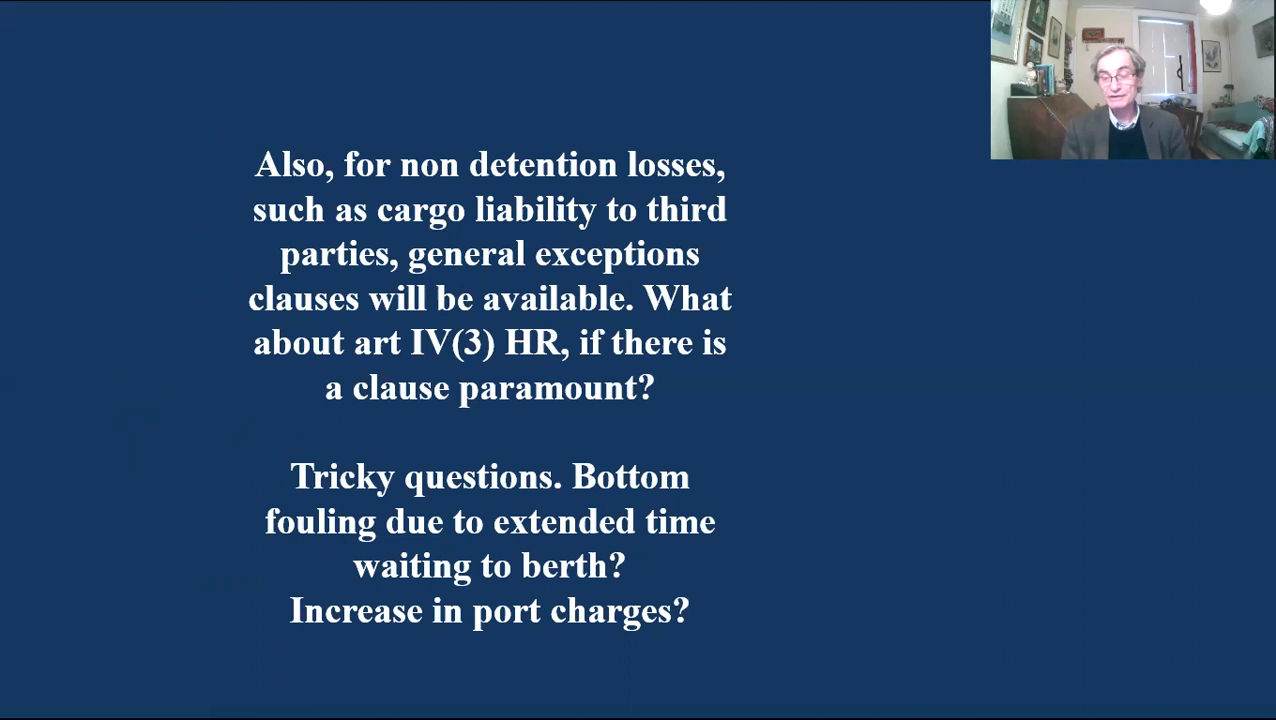 Also, for non detention losses,
such as cargo liability to third
parties, general exceptions
clauses will be available. What
about art IV(3) HR, if there is
a clause paramount?
Tricky questions. Bottom
fouling due to extended time
waiting to berth?
Increase in port charges?